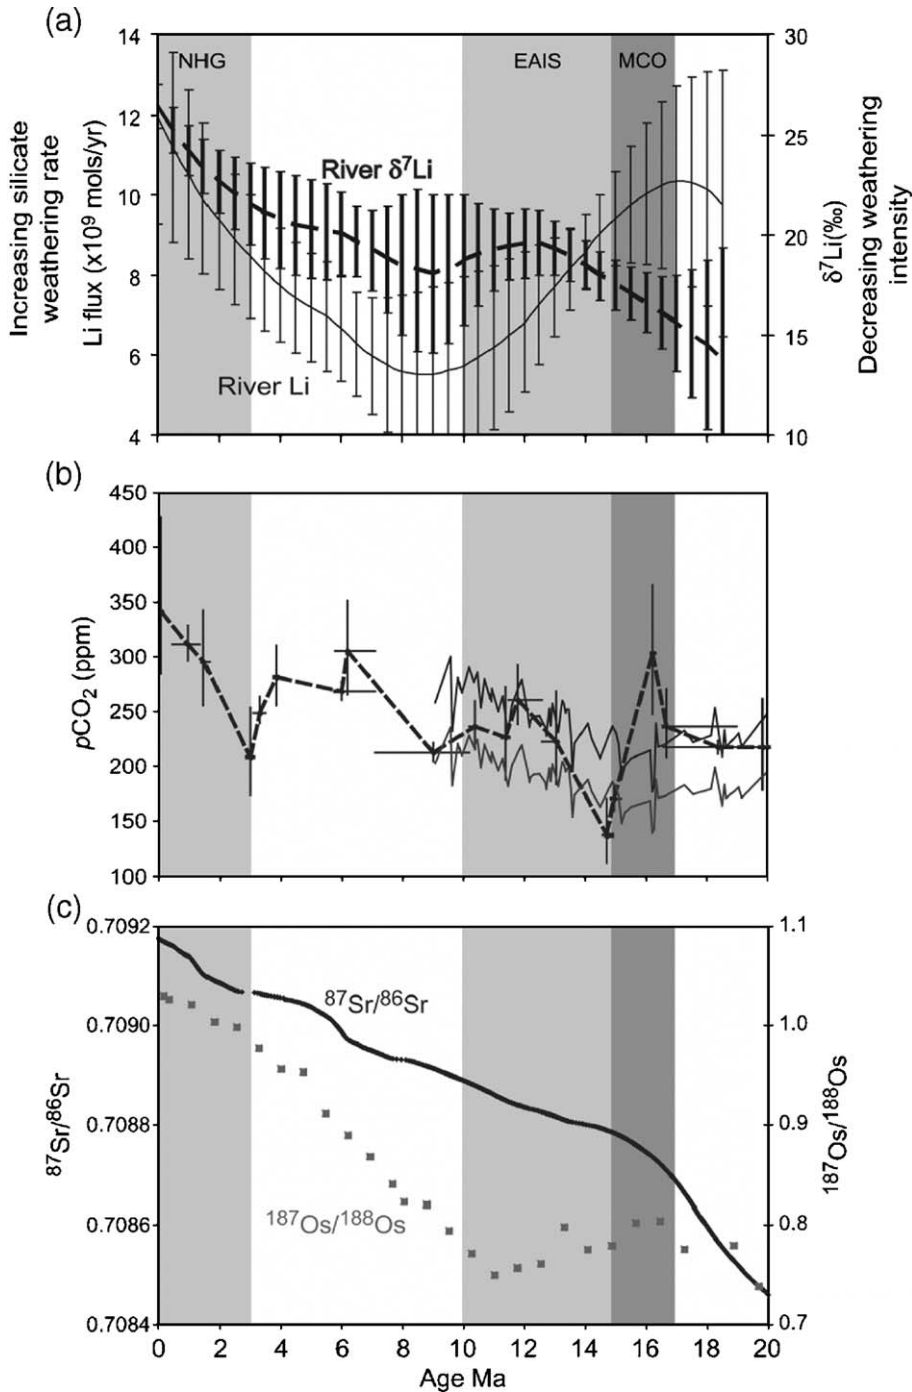 (a)
NHG
EAIS
MCO
14
12
10
8
6
4
Increasing silicate
weathering rate
Li flux (x10⁹ mols/yr)
River δ⁷Li
River Li
30
25
20
15
10
δ⁷Li(‰)
Decreasing weathering
intensity
(b)
450
400
350
300
250
200
150
100
pCO₂ (ppm)
(c)
0.7092
0.7090
0.7088
0.7086
0.7084
⁸⁷Sr/⁸⁶Sr
⁸⁷Sr/⁸⁶Sr
¹⁸⁷Os/¹⁸⁸Os
1.1
1.0
0.9
0.8
0.7
¹⁸⁷Os/¹⁸⁸Os
0 2 4 6 8 10 12 14 16 18 20
Age Ma